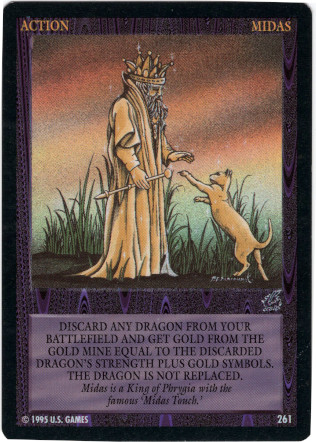 ACTION MIDAS
DISCARD ANY DRAGON FROM YOUR
BATTLEFIELD AND GET GOLD FROM THE
GOLD MINE EQUAL TO THE DISCARDED
DRAGON'S STRENGTH PLUS GOLD SYMBOLS.
THE DRAGON IS NOT REPLACED.
Midas is a King of Phrygia with the
famous 'Midas Touch.'
© 1995 U.S. GAMES 261